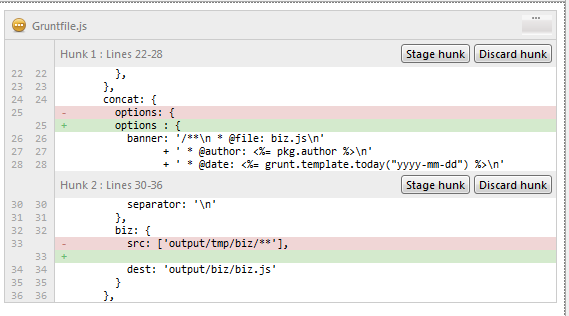 Gruntfile.js
Hunk 1 : Lines 22-28 Stage hunk Discard hunk
22 22 },
23 23 },
24 24 concat: {
25 - options: {
25 + options : {
26 26 banner: '/**\n * @file: biz.js\n'
27 27 + ' * @author: <%= pkg.author %>\n'
28 28 + ' * @date: <%= grunt.template.today("yyyy-mm-dd") %>\n'
Hunk 2 : Lines 30-36 Stage hunk Discard hunk
30 30 separator: '\n'
31 31 },
32 32 biz: {
33 - src: ['output/tmp/biz/**'],
33 +
34 34 dest: 'output/biz/biz.js'
35 35 }
36 36 },